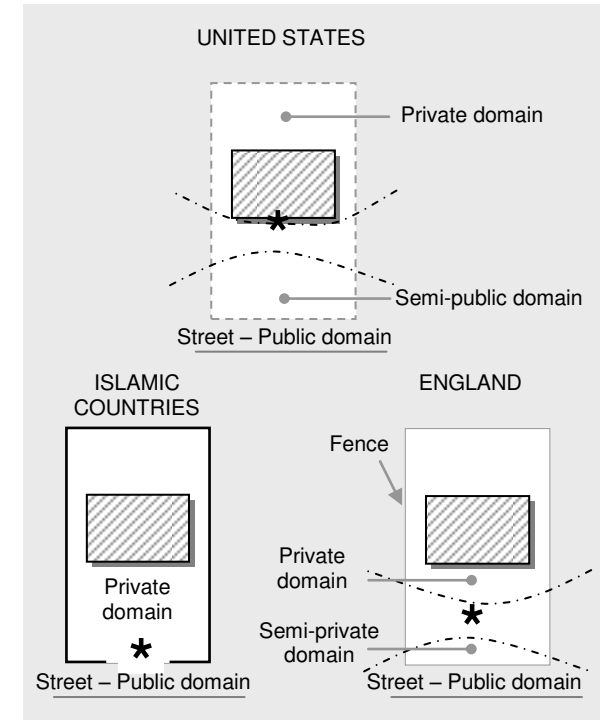 UNITED STATES
Private domain
Semi-public domain
Street – Public domain
ISLAMIC
COUNTRIES
Private
domain
*
Street – Public domain
ENGLAND
Fence
Private
domain
*
Semi-private
domain
Street – Public domain